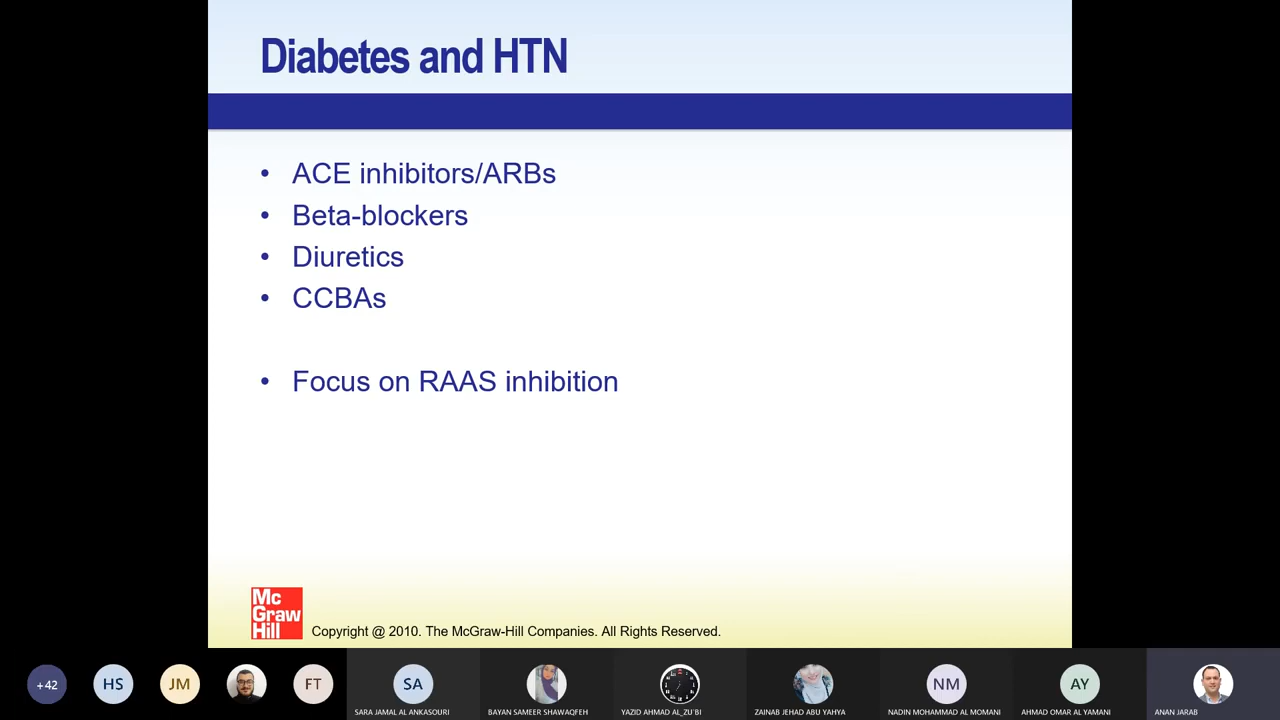 Diabetes and HTN
• ACE inhibitors/ARBs
• Beta-blockers
• Diuretics
• CCBAs
• Focus on RAAS inhibition
Mc
Graw
Hill
Copyright @ 2010. The McGraw-Hill Companies. All Rights Reserved.
+42
HS
JM
FT
SA
NM
AY
SARA JAMAL AL ANKASOURI
BAYAN SAMEER SHAWAQFEH
YAZID AHMAD AL_ZU'BI
ZAINAB JEHAD ABU YAHYA
NADIN MOHAMMAD AL MOMANI
AHMAD OMAR AL YAMANI
ANAN JARAB